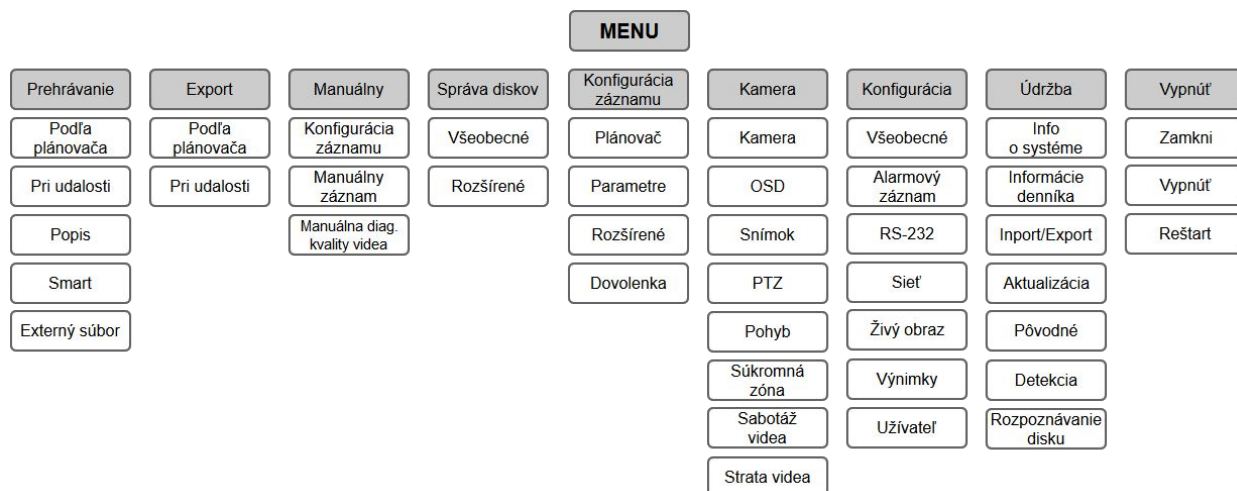 MENU
Prehrávanie
Podľa
plánovača
Pri udalosti
Popis
Smart
Externý súbor
Export
Podľa
plánovača
Pri udalosti
Manuálny
Konfigurácia
záznamu
Manuálny
záznam
Manuálna diag.
kvality videa
Správa diskov
Všeobecné
Rozšírené
Konfigurácia
záznamu
Plánovač
Parametre
Rozšírené
Dovolenka
Kamera
Kamera
OSD
Snímok
PTZ
Pohyb
Súkromná
zóna
Sabotáž
videa
Strata videa
Konfigurácia
Všeobecné
Alarmový
záznam
RS-232
Sieť
Živý obraz
Výnimky
Užívateľ
Údržba
Info
o systéme
Informácie
denníka
Inport/Export
Aktualizácia
Pôvodné
Detekcia
Rozpoznávanie
disku
Vypnúť
Zamkni
Vypnúť
Reštart